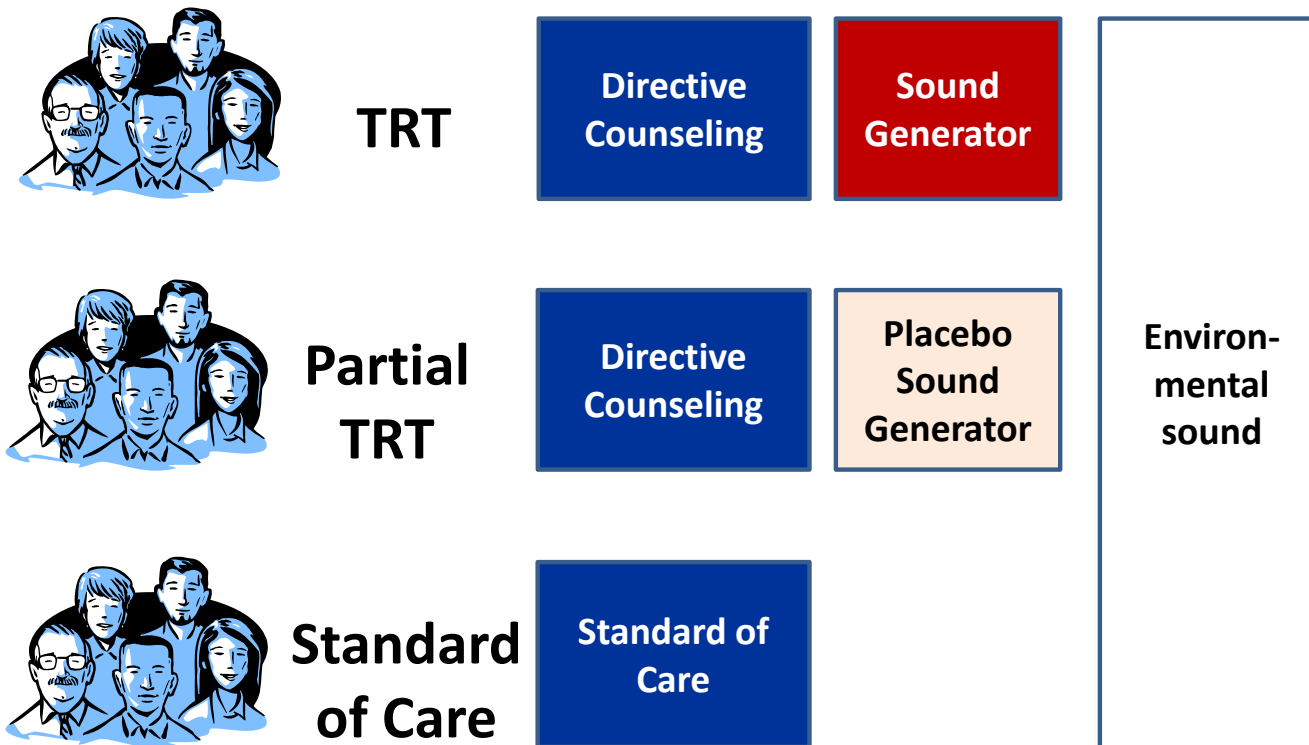 TRT
Directive
Counseling
Sound
Generator
Partial
TRT
Directive
Counseling
Placebo
Sound
Generator
Environ-
mental
sound
Standard
of Care
Standard of
Care